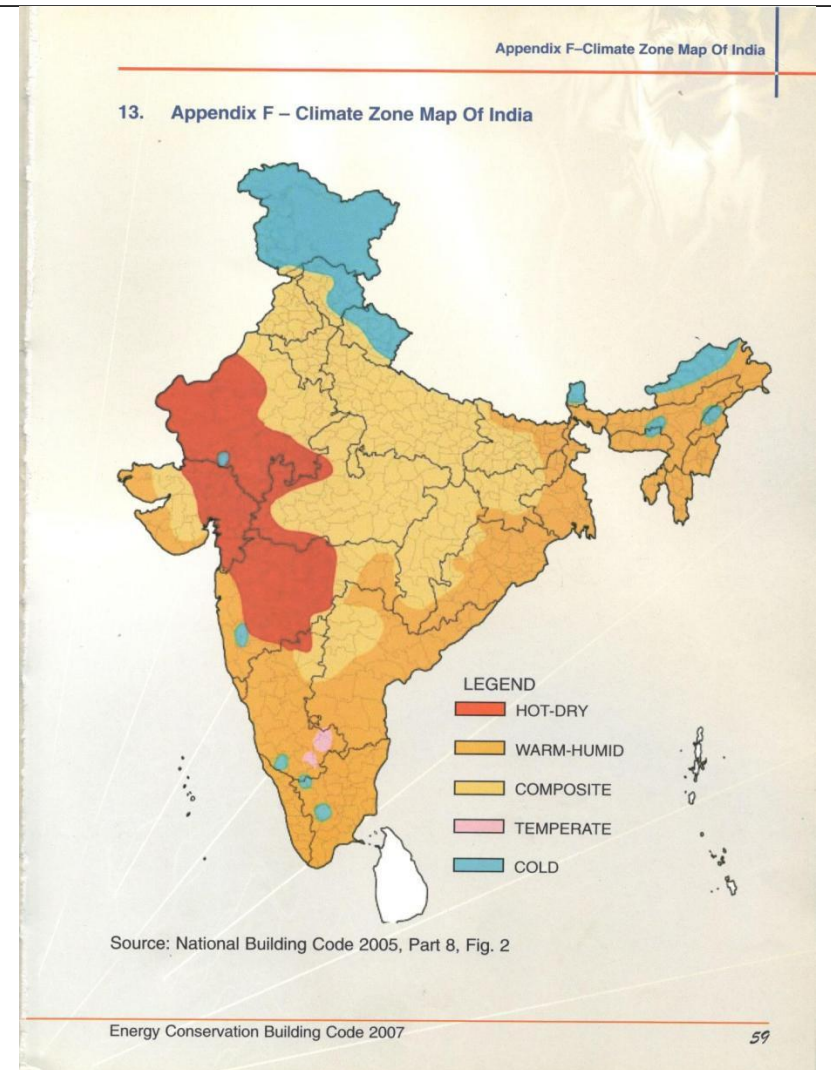 Appendix F–Climate Zone Map Of India
13. Appendix F – Climate Zone Map Of India
LEGEND
HOT-DRY
WARM-HUMID
COMPOSITE
TEMPERATE
COLD
Source: National Building Code 2005, Part 8, Fig. 2
Energy Conservation Building Code 2007
59